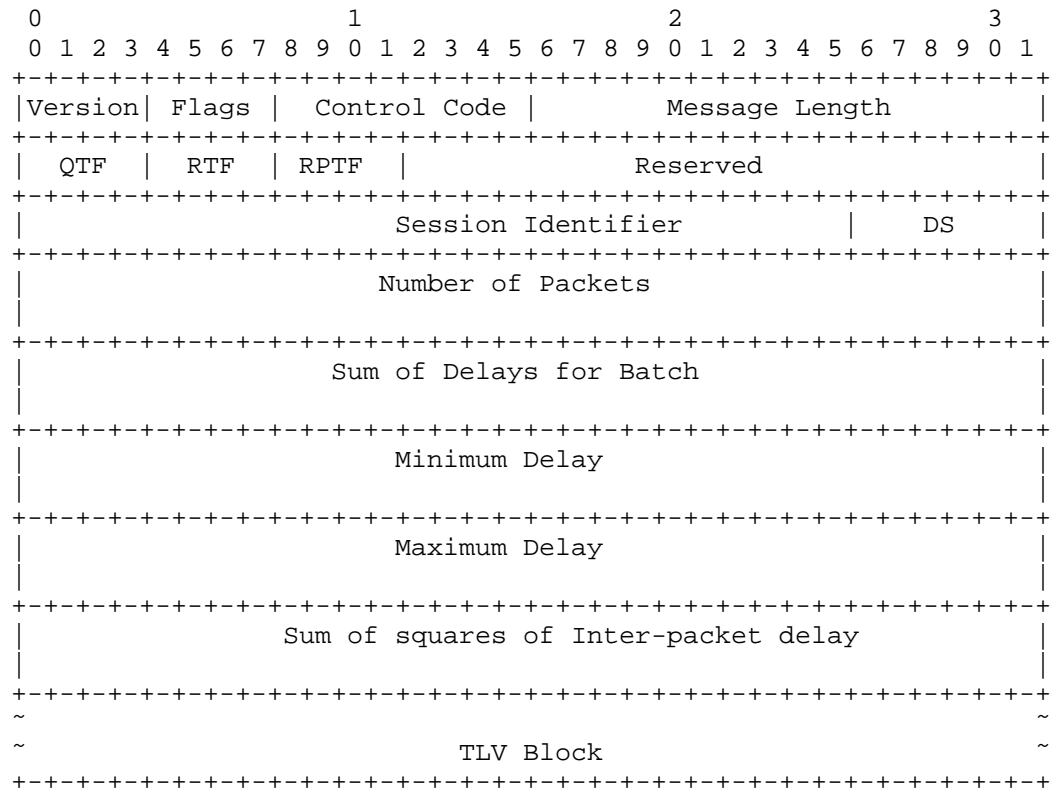 0                   1                   2                   3
 0 1 2 3 4 5 6 7 8 9 0 1 2 3 4 5 6 7 8 9 0 1 2 3 4 5 6 7 8 9 0 1
+-+-+-+-+-+-+-+-+-+-+-+-+-+-+-+-+-+-+-+-+-+-+-+-+-+-+-+-+-+-+-+-+
|Version| Flags |  Control Code |        Message Length         |
+-+-+-+-+-+-+-+-+-+-+-+-+-+-+-+-+-+-+-+-+-+-+-+-+-+-+-+-+-+-+-+-+
|  QTF  |  RTF  | RPTF  |              Reserved                 |
+-+-+-+-+-+-+-+-+-+-+-+-+-+-+-+-+-+-+-+-+-+-+-+-+-+-+-+-+-+-+-+-+
|                       Session Identifier          |    DS     |
+-+-+-+-+-+-+-+-+-+-+-+-+-+-+-+-+-+-+-+-+-+-+-+-+-+-+-+-+-+-+-+-+
|                      Number of Packets                        |
|                                                               |
+-+-+-+-+-+-+-+-+-+-+-+-+-+-+-+-+-+-+-+-+-+-+-+-+-+-+-+-+-+-+-+-+
|                   Sum of Delays for Batch                     |
|                                                               |
+-+-+-+-+-+-+-+-+-+-+-+-+-+-+-+-+-+-+-+-+-+-+-+-+-+-+-+-+-+-+-+-+
|                       Minimum Delay                           |
|                                                               |
+-+-+-+-+-+-+-+-+-+-+-+-+-+-+-+-+-+-+-+-+-+-+-+-+-+-+-+-+-+-+-+-+
|                       Maximum Delay                           |
|                                                               |
+-+-+-+-+-+-+-+-+-+-+-+-+-+-+-+-+-+-+-+-+-+-+-+-+-+-+-+-+-+-+-+-+
|                Sum of squares of Inter-packet delay           |
|                                                               |
+-+-+-+-+-+-+-+-+-+-+-+-+-+-+-+-+-+-+-+-+-+-+-+-+-+-+-+-+-+-+-+-+
~                                                               ~
~                           TLV Block                           ~
+-+-+-+-+-+-+-+-+-+-+-+-+-+-+-+-+-+-+-+-+-+-+-+-+-+-+-+-+-+-+-+-+